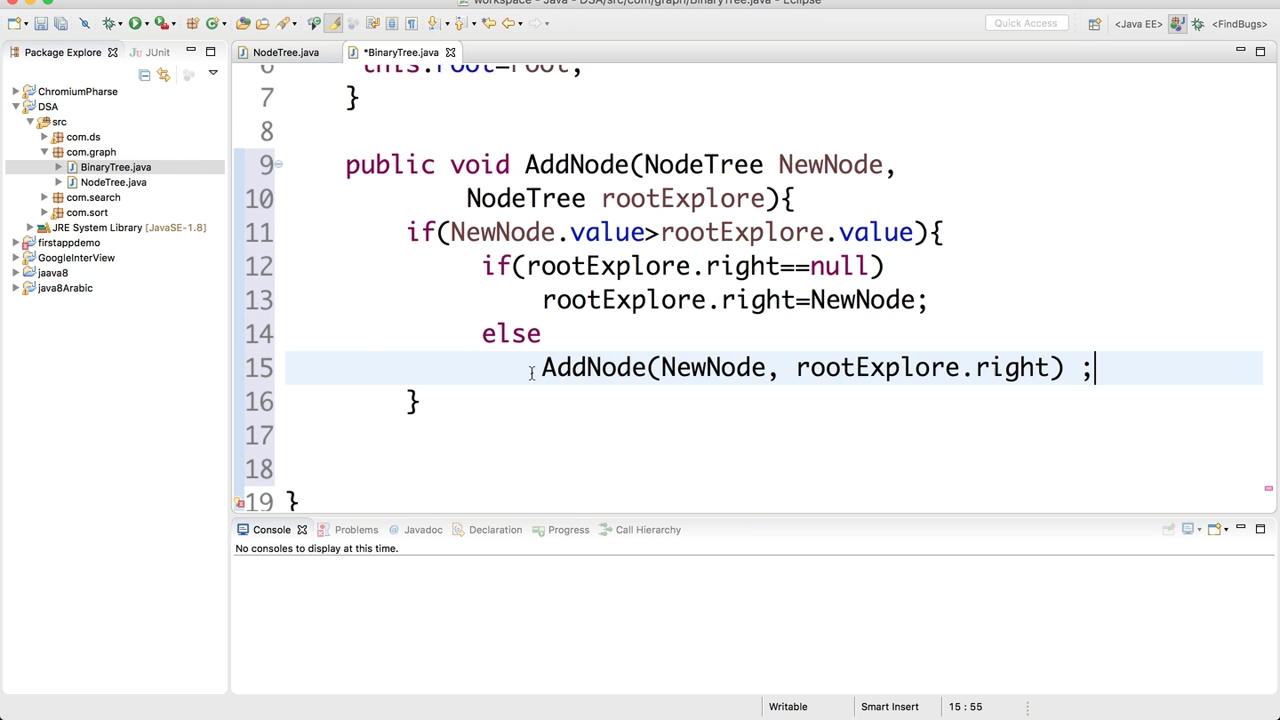 workspace - Java - DSA/src/com/graph/BinaryTree.java - Eclipse
Quick Access
<Java EE>
<FindBugs>
Package Explore
JUnit
NodeTree.java
*BinaryTree.java
ChromiumPharse
DSA
src
com.ds
com.graph
BinaryTree.java
NodeTree.java
com.search
com.sort
JRE System Library [JavaSE-1.8]
firstappdemo
GoogleInterView
jaava8
java8Arabic
6 this.root=root;
7 }
8
9 public void AddNode(NodeTree NewNode,
10 NodeTree rootExplore){
11 if(NewNode.value>rootExplore.value){
12 if(rootExplore.right==null)
13 rootExplore.right=NewNode;
14 else
15 AddNode(NewNode, rootExplore.right) ;
16 }
17
18
19 }
Console
Problems
@ Javadoc
Declaration
Progress
Call Hierarchy
No consoles to display at this time.
Writable
Smart Insert
15 : 55